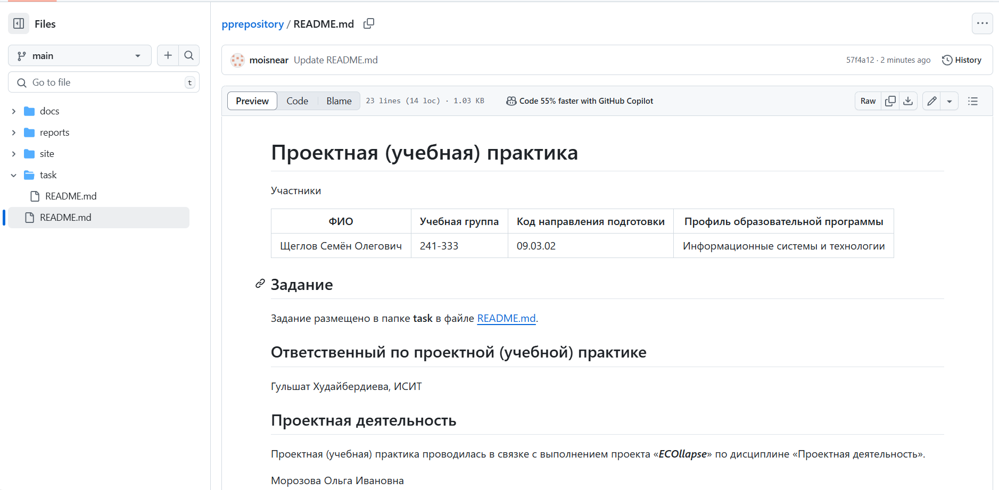 Files
main
Go to file
t
docs
reports
site
task
README.md
README.md
pprepository / README.md
moisnear Update README.md 57f4a12 · 2 minutes ago History
Preview Code Blame 23 lines (14 loc) · 1.03 KB Code 55% faster with GitHub Copilot Raw
Проектная (учебная) практика
Участники
ФИО Учебная группа Код направления подготовки Профиль образовательной программы
Щеглов Семён Олегович 241-333 09.03.02 Информационные системы и технологии
Задание
Задание размещено в папке task в файле README.md.
Ответственный по проектной (учебной) практике
Гульшат Худайбердиева, ИСИТ
Проектная деятельность
Проектная (учебная) практика проводилась в связке с выполнением проекта «ECOllapse» по дисциплине «Проектная деятельность».
Морозова Ольга Ивановна